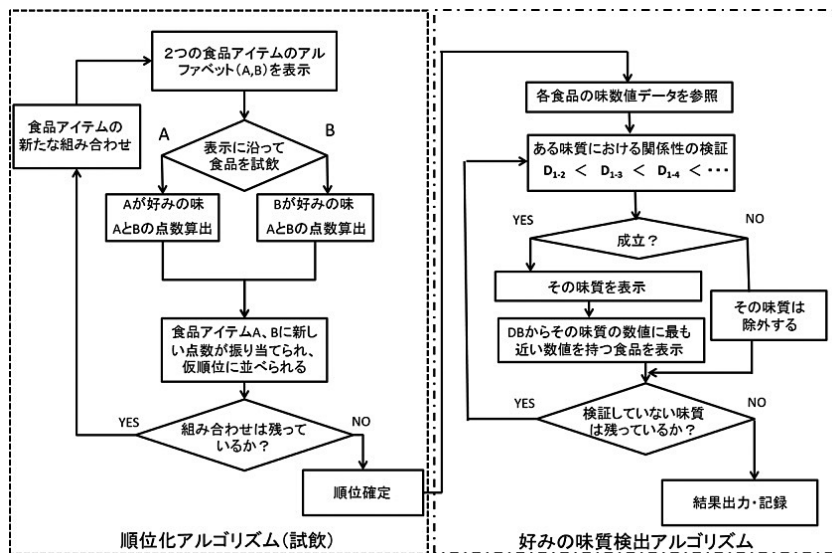 2つの食品アイテムのアル
ファベット(A,B)を表示
食品アイテムの
新たな組み合わせ
A
B
表示に沿って
食品を試飲
Aが好みの味
AとBの点数算出
Bが好みの味
AとBの点数算出
食品アイテムA、Bに新し
い点数が振り当てられ、
仮順位に並べられる
YES
組み合わせは残って
いるか?
NO
順位確定
順位化アルゴリズム(試飲)
各食品の味数値データを参照
ある味質における関係性の検証
D1-2 < D1-3 < D1-4 < ・・・
YES
NO
成立?
その味質を表示
その味質は
除外する
DBからその味質の数値に最も
近い数値を持つ食品を表示
YES
検証していない味質
は残っているか?
NO
結果出力・記録
好みの味質検出アルゴリズム